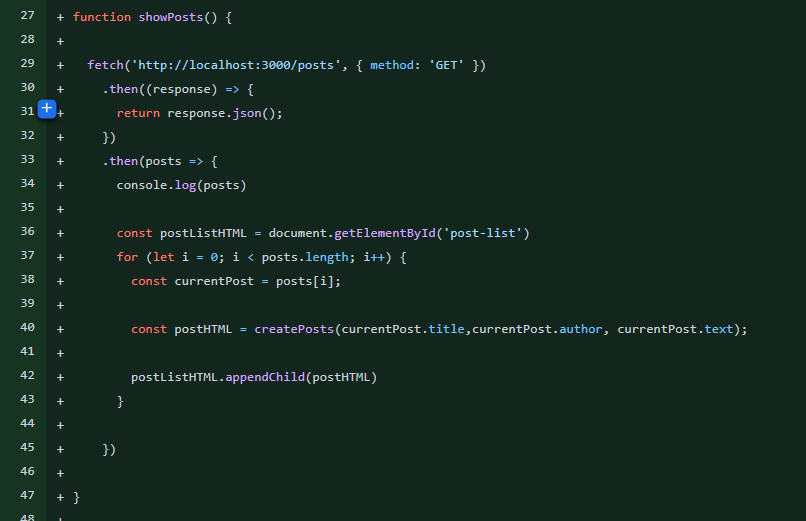 27 + function showPosts() {
28 +
29 + fetch('http://localhost:3000/posts', { method: 'GET' })
30 + .then((response) => {
31 + return response.json();
32 + })
33 + .then(posts => {
34 + console.log(posts)
35 +
36 + const postListHTML = document.getElementById('post-list')
37 + for (let i = 0; i < posts.length; i++) {
38 + const currentPost = posts[i];
39 +
40 + const postHTML = createPosts(currentPost.title,currentPost.author, currentPost.text);
41 +
42 + postListHTML.appendChild(postHTML)
43 + }
44 +
45 + })
46 +
47 + }
48 +